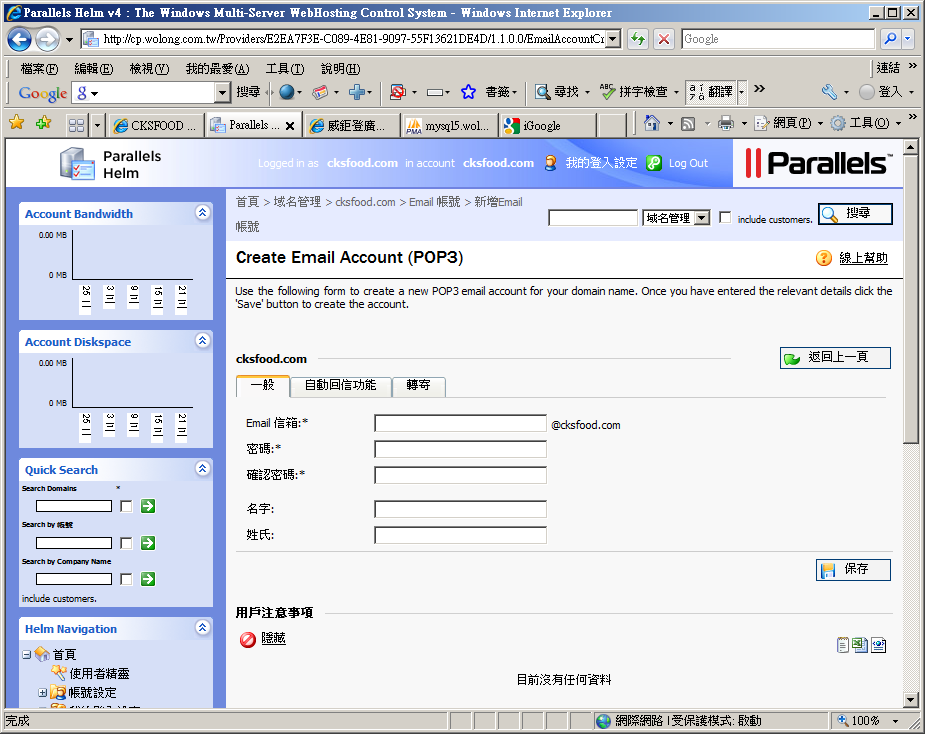 Parallels Helm v4 : The Windows Multi-Server WebHosting Control System - Windows Internet Explorer
http://cp.wolong.com.tw/Providers/E2EA7F3E-C089-4E81-9097-55F13621DE4D/1.1.0.0/EmailAccountCr
Google
檔案(F) 編輯(E) 檢視(V) 我的最愛(A) 工具(T) 說明(H) 連結 »
Google 搜尋 書籤 尋找 拼字檢查 翻譯 » 登入
CKSFOOD ... Parallels ... 威鉅登廣... mysql5.wol... iGoogle 網頁(P) 工具(O) »
Parallels
Helm
Logged in as cksfood.com in account cksfood.com 我的登入設定 Log Out
Parallels™
Account Bandwidth
0.00 MB
0 MB
25 二
3 三
9 三
15 三
21 三
Account Diskspace
0.00 MB
0 MB
25 二
3 三
9 三
15 三
21 三
Quick Search
Search Domains *
Search by 帳號
Search by Company Name
include customers.
Helm Navigation
首頁
使用者精靈
帳號設定
首頁 > 域名管理 > cksfood.com > Email 帳號 > 新增Email
帳號
域名管理 include customers. 搜尋
Create Email Account (POP3) 線上幫助
Use the following form to create a new POP3 email account for your domain name. Once you have entered the relevant details click the
'Save' button to create the account.
cksfood.com 返回上一頁
一般 自動回信功能 轉寄
Email 信箱:* @cksfood.com
密碼:*
確認密碼:*
名字:
姓氏:
保存
用戶注意事項
隱藏
目前沒有任何資料
完成 網際網路 | 受保護模式: 啟動 100%